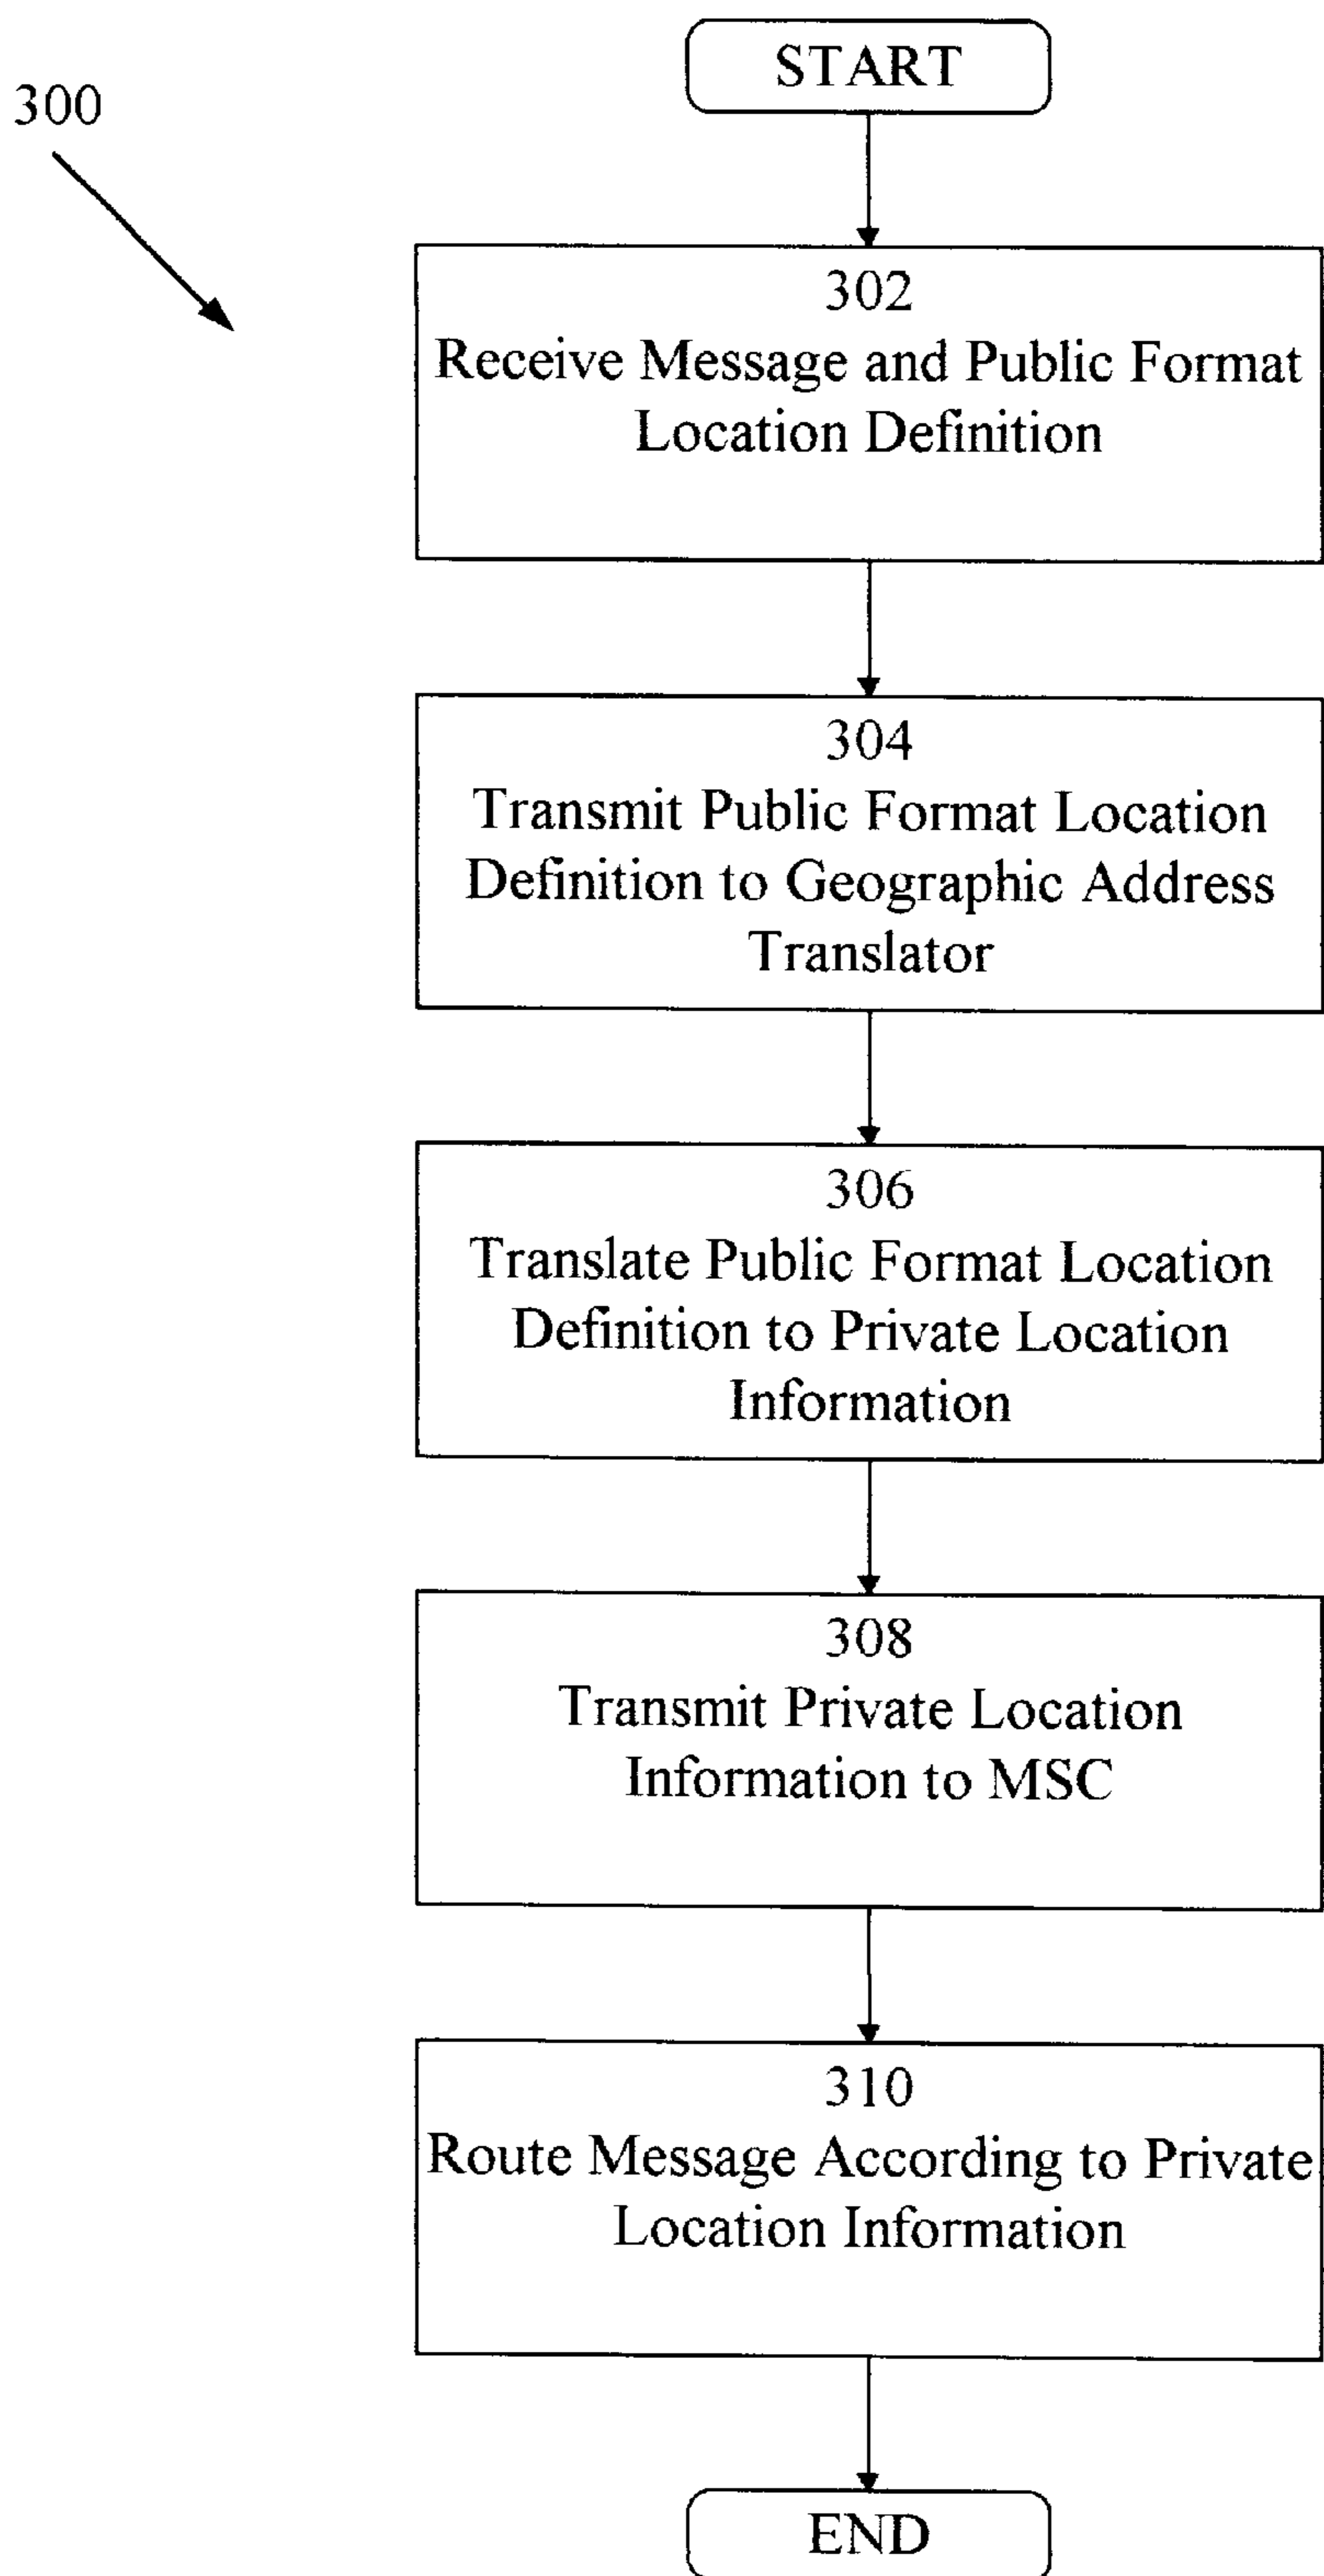 START
300
302
Receive Message and Public Format
Location Definition
304
Transmit Public Format Location
Definition to Geographic Address
Translator
306
Translate Public Format Location
Definition to Private Location
Information
308
Transmit Private Location
Information to MSC
310
Route Message According to Private
Location Information
END